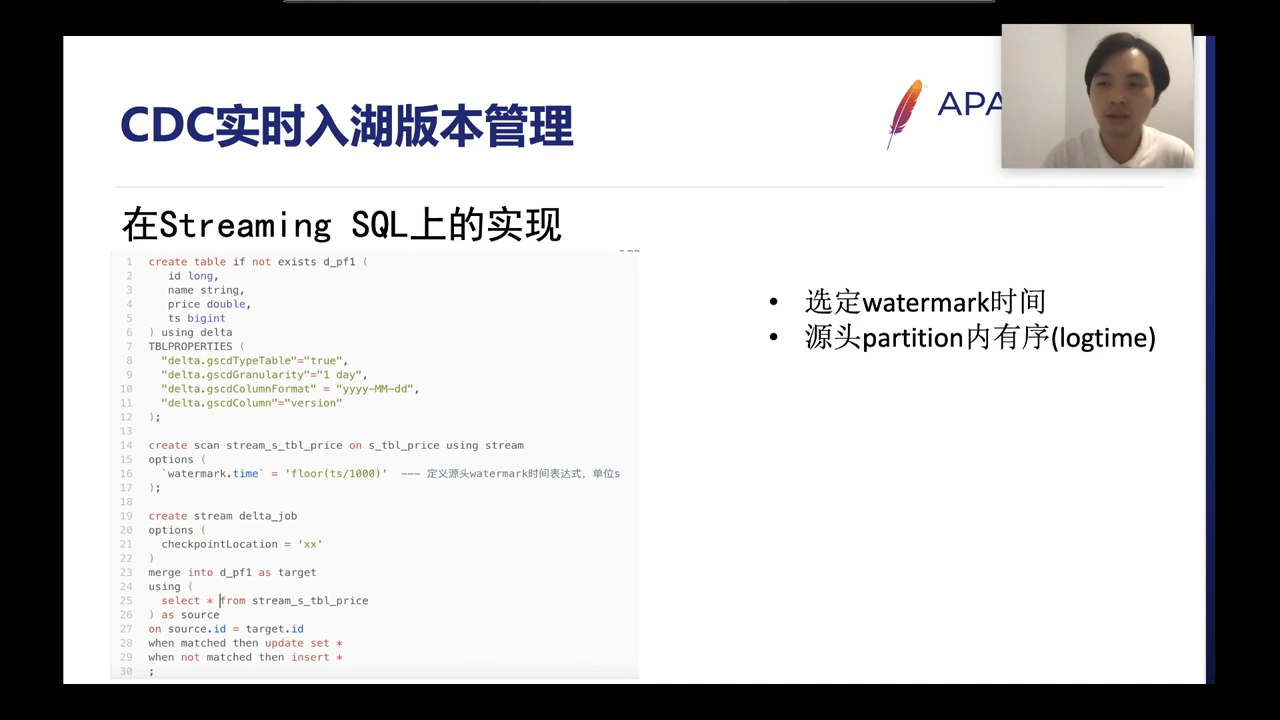 CDC实时入湖版本管理
APA
在Streaming SQL上的实现
1 create table if not exists d_pf1 (
2 id long,
3 name string,
4 price double,
5 ts bigint
6 ) using delta
7 TBLPROPERTIES (
8 "delta.gscdTypeTable"="true",
9 "delta.gscdGranularity"="1 day",
10 "delta.gscdColumnFormat" = "yyyy-MM-dd",
11 "delta.gscdColumn"="version"
12 );
13
14 create scan stream_s_tbl_price on s_tbl_price using stream
15 options (
16 `watermark.time` = 'floor(ts/1000)' --- 定义源头watermark时间表达式，单位s
17 );
18
19 create stream delta_job
20 options (
21 checkpointLocation = 'xx'
22 )
23 merge into d_pf1 as target
24 using (
25 select * from stream_s_tbl_price
26 ) as source
27 on source.id = target.id
28 when matched then update set *
29 when not matched then insert *
30 ;
• 选定watermark时间
• 源头partition内有序(logtime)